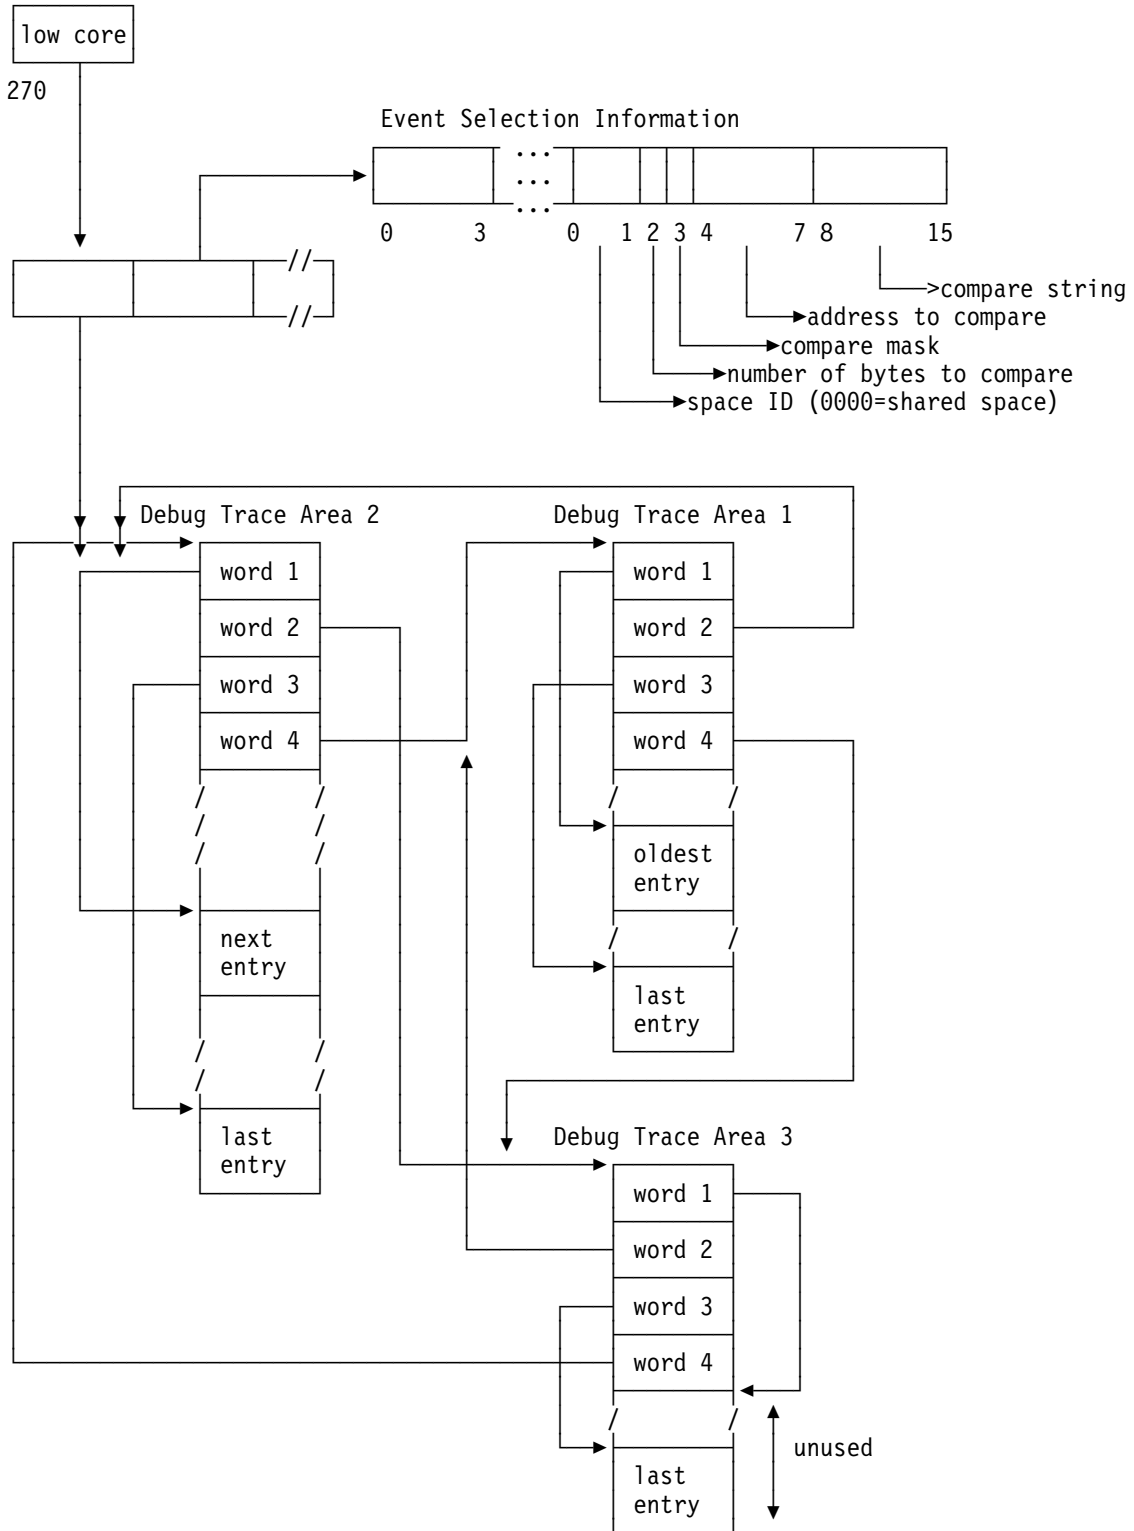 low core
270
Event Selection Information
...
...
...
0 3 0 1 2 3 4 7 8 15
//
//
>compare string
address to compare
compare mask
number of bytes to compare
space ID (0000=shared space)
Debug Trace Area 2
word 1
word 2
word 3
word 4
next
entry
last
entry
Debug Trace Area 1
word 1
word 2
word 3
word 4
oldest
entry
last
entry
Debug Trace Area 3
word 1
word 2
word 3
word 4
unused
last
entry